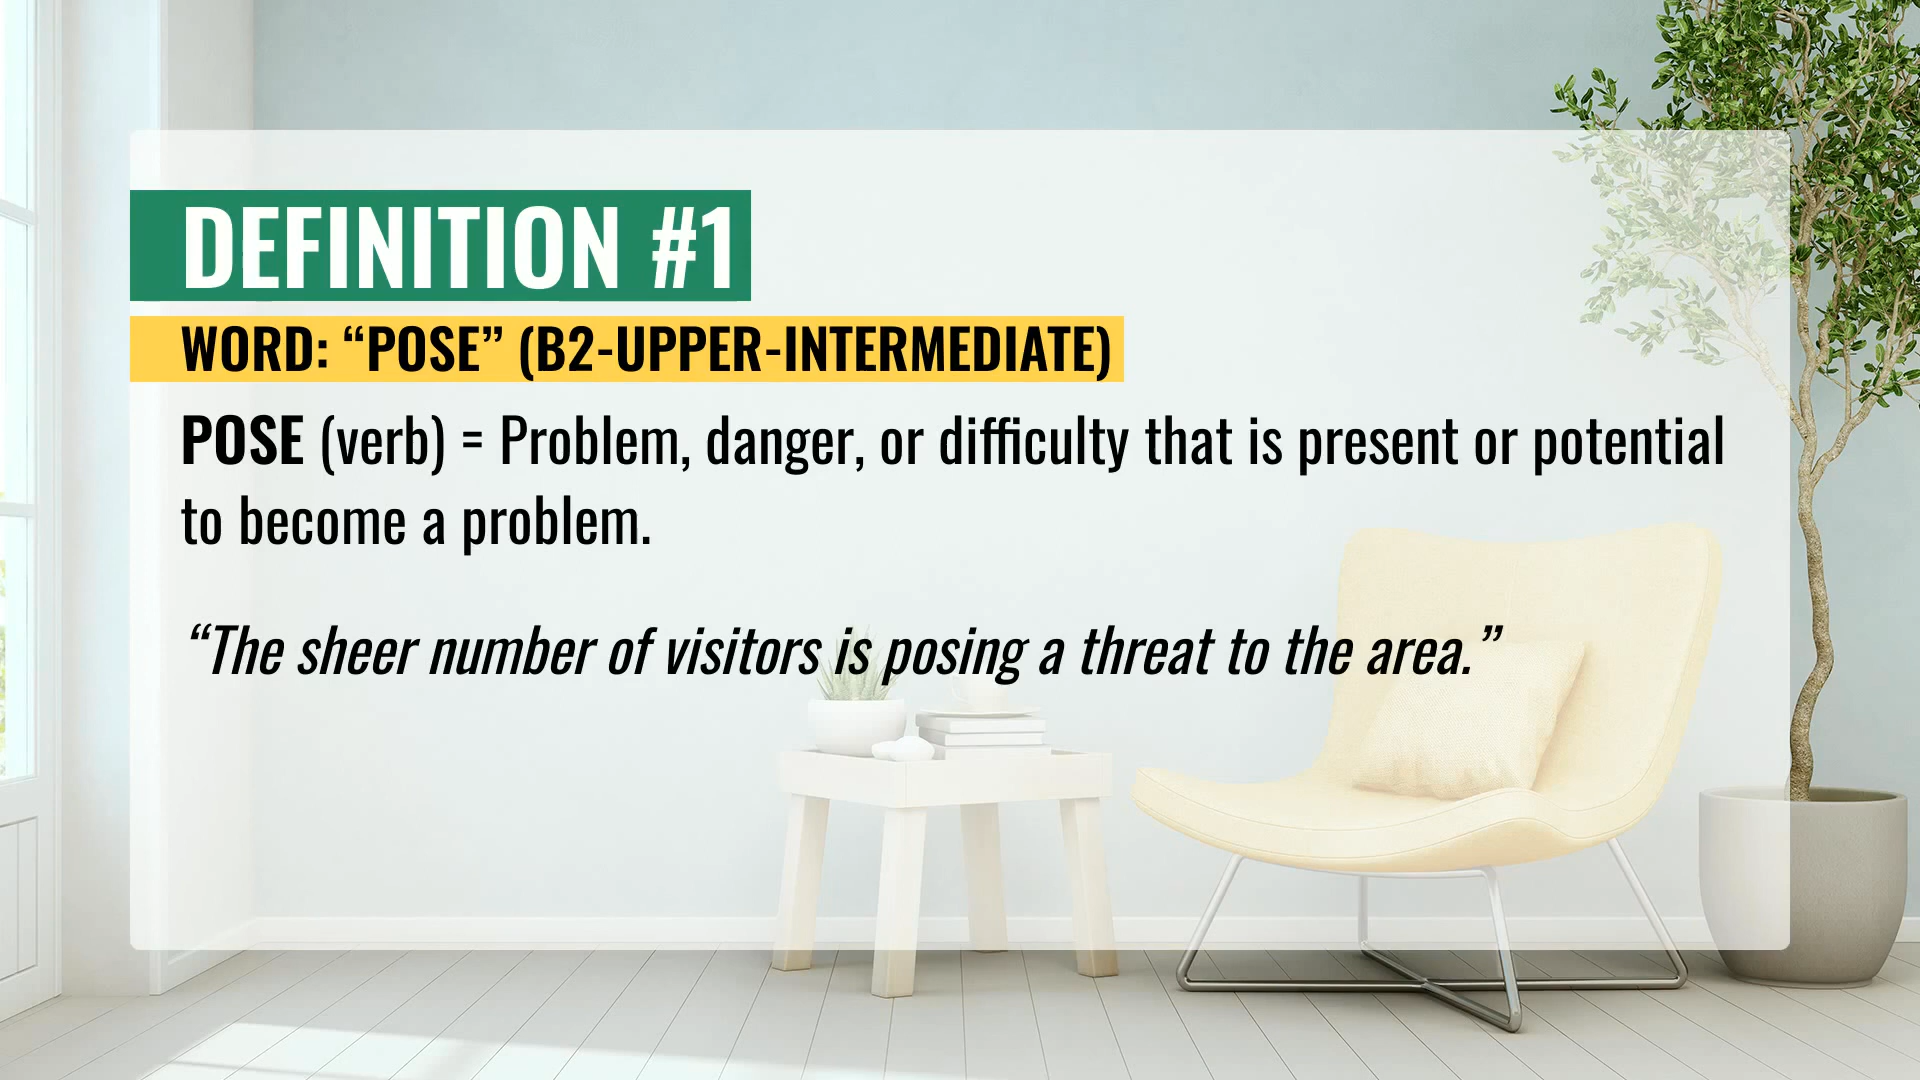 DEFINITION #1
WORD: “POSE” (B2-UPPER-INTERMEDIATE)
POSE (verb) = Problem, danger, or difficulty that is present or potential
to become a problem.
“The sheer number of visitors is posing a threat to the area.”